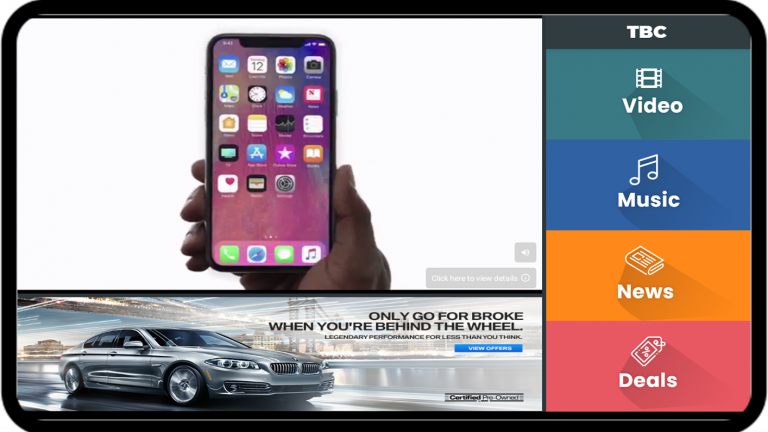 TBC
Video
Music
News
Deals
12
Click here to view details
ONLY GO FOR BROKE
WHEN YOU'RE BEHIND THE WHEEL.
LEGENDARY PERFORMANCE FOR LESS THAN YOU THINK.
VIEW OFFERS
Certified Pre-Owned